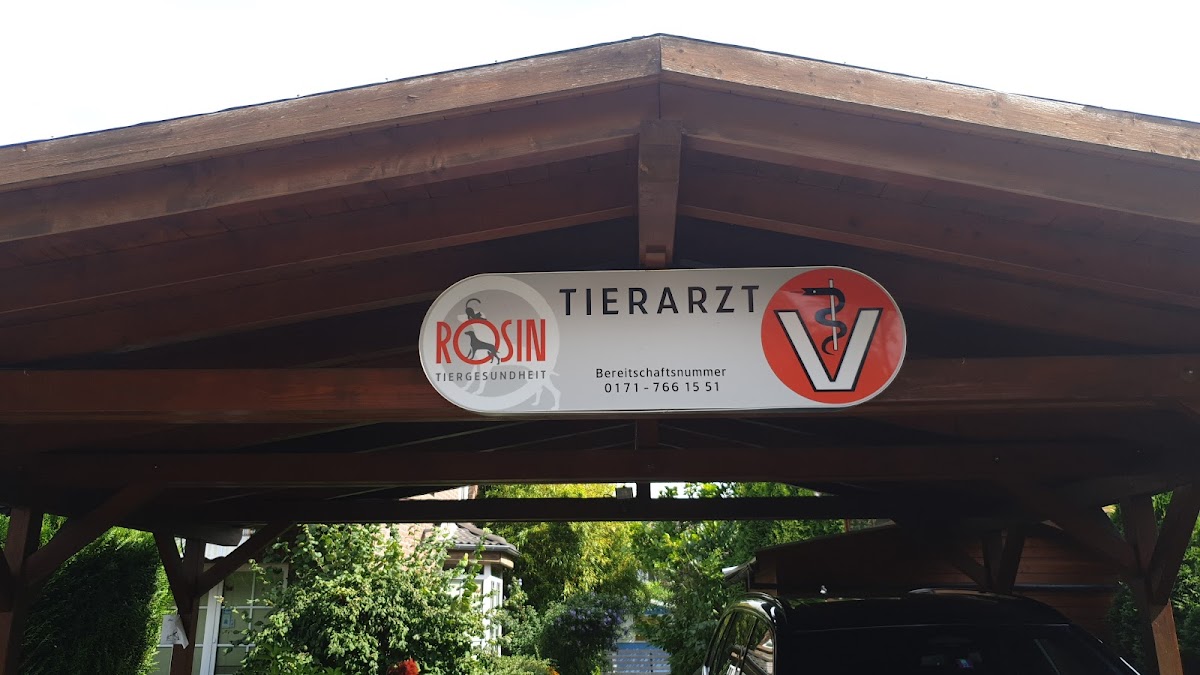 TIERARZT
ROSIN
TIERGESUNDHEIT
Bereitschaftsnummer
0171 - 766 15 51
V